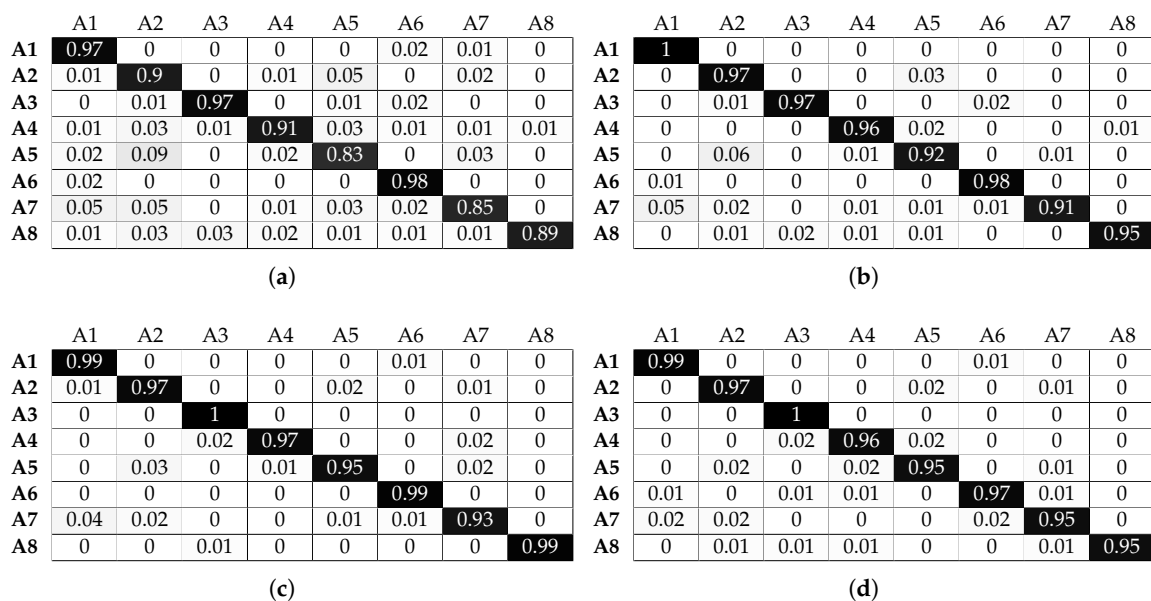 A1 A2 A3 A4 A5 A6 A7 A8
A1 0.97 0 0 0 0 0.02 0.01 0
A2 0.01 0.9 0 0.01 0.05 0 0.02 0
A3 0 0.01 0.97 0 0.01 0.02 0 0
A4 0.01 0.03 0.01 0.91 0.03 0.01 0.01 0.01
A5 0.02 0.09 0 0.02 0.83 0 0.03 0
A6 0.02 0 0 0 0 0.98 0 0
A7 0.05 0.05 0 0.01 0.03 0.02 0.85 0
A8 0.01 0.03 0.03 0.02 0.01 0.01 0.01 0.89
(a)
A1 A2 A3 A4 A5 A6 A7 A8
A1 1 0 0 0 0 0 0 0
A2 0 0.97 0 0 0.03 0 0 0
A3 0 0.01 0.97 0 0 0.02 0 0
A4 0 0 0 0.96 0.02 0 0 0.01
A5 0 0.06 0 0.01 0.92 0 0.01 0
A6 0.01 0 0 0 0 0.98 0 0
A7 0.05 0.02 0 0.01 0.01 0.01 0.91 0
A8 0 0.01 0.02 0.01 0.01 0 0 0.95
(b)
A1 A2 A3 A4 A5 A6 A7 A8
A1 0.99 0 0 0 0 0.01 0 0
A2 0.01 0.97 0 0 0.02 0 0.01 0
A3 0 0 1 0 0 0 0 0
A4 0 0 0.02 0.97 0 0 0.02 0
A5 0 0.03 0 0.01 0.95 0 0.02 0
A6 0 0 0 0 0 0.99 0 0
A7 0.04 0.02 0 0 0.01 0.01 0.93 0
A8 0 0 0.01 0 0 0 0 0.99
(c)
A1 A2 A3 A4 A5 A6 A7 A8
A1 0.99 0 0 0 0 0.01 0 0
A2 0 0.97 0 0 0.02 0 0.01 0
A3 0 0 1 0 0 0 0 0
A4 0 0 0.02 0.96 0.02 0 0 0
A5 0 0.02 0 0.02 0.95 0 0.01 0
A6 0.01 0 0.01 0.01 0 0.97 0.01 0
A7 0.02 0.02 0 0 0 0.02 0.95 0
A8 0 0.01 0.01 0.01 0 0 0.01 0.95
(d)